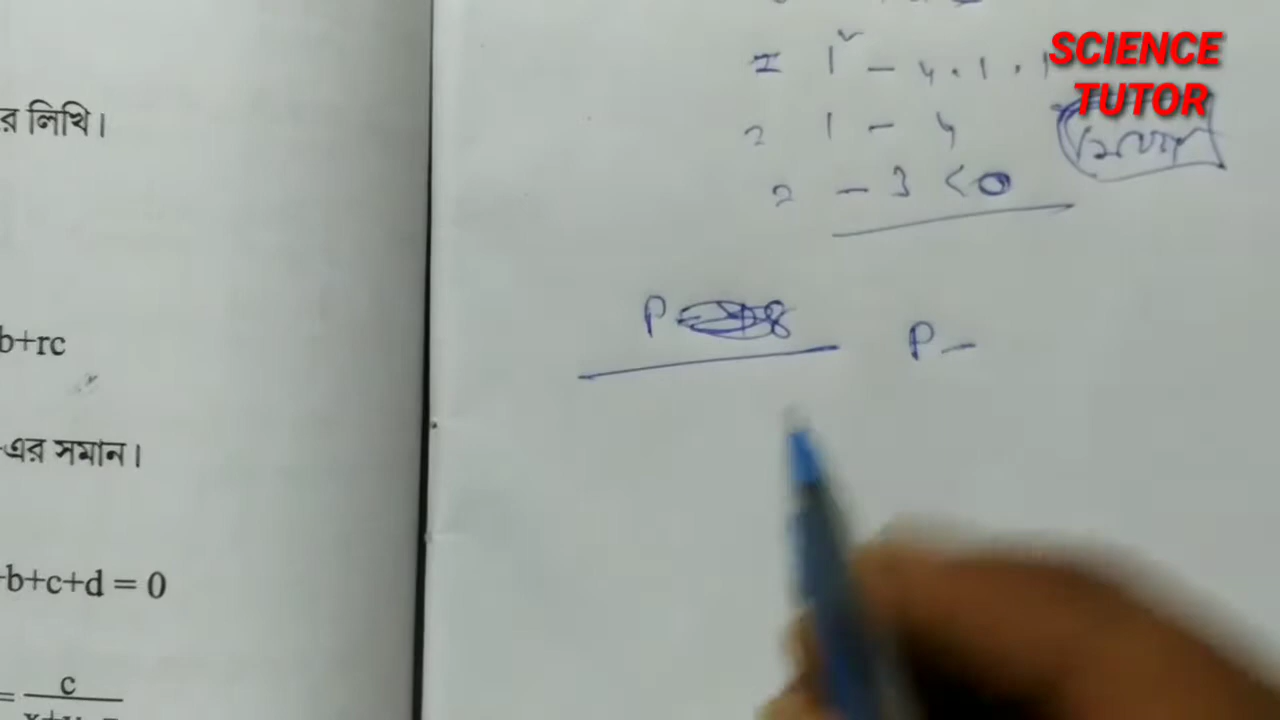 SCIENCE
TUTOR
= 1² – 4.1.1
= 1 – 4
= – 3 < 0
P –
র লিখি।
b+rc
-এর সমান।
+b+c+d = 0
= c